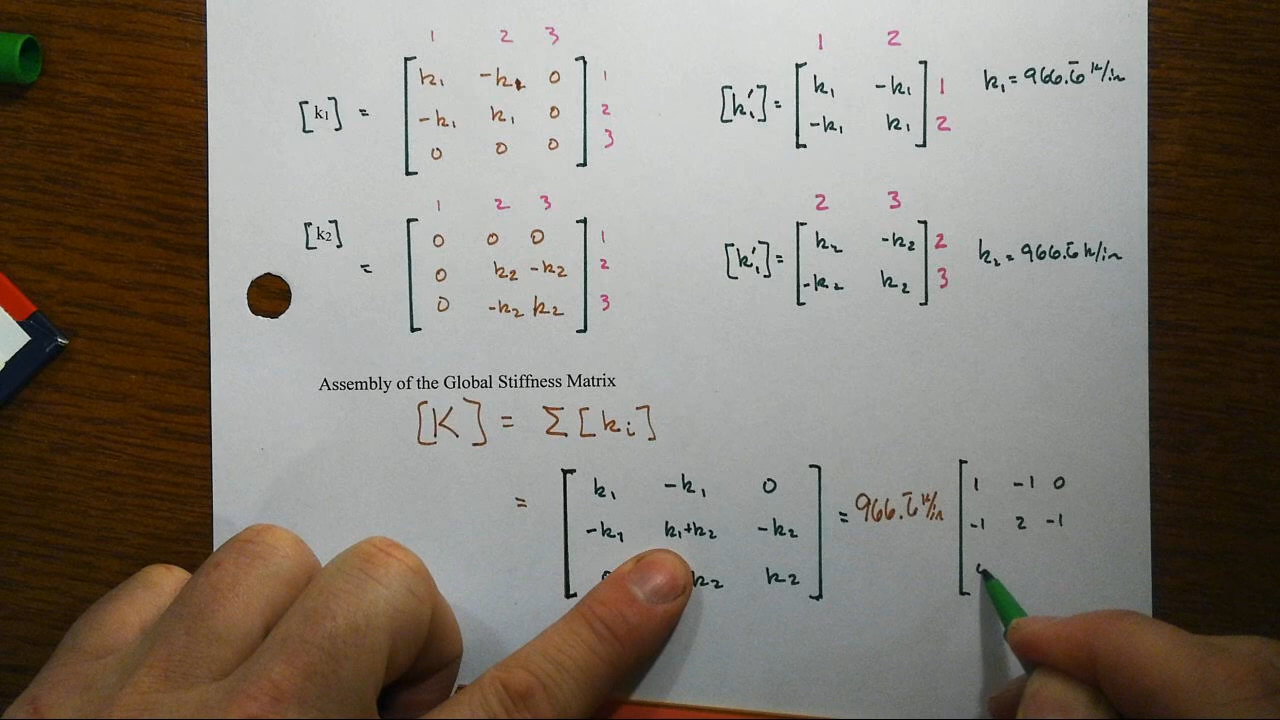 1 2 3
k₁ -k₁ 0 1
[k₁] = -k₁ k₁ 0 2
0 0 0 3
1 2
[k₁'] = k₁ -k₁ 1
-k₁ k₁ 2
k₁ = 966.6̅ k/in
1 2 3
[k₂] 0 0 0 1
= 0 k₂ -k₂ 2
0 -k₂ k₂ 3
2 3
[k₁'] = k₂ -k₂ 2
-k₂ k₂ 3
k₂ = 966.6̅ k/in
Assembly of the Global Stiffness Matrix
[K] = Σ[kᵢ]
k₁ -k₁ 0
= -k₁ k₁+k₂ -k₂
k₂ k₂
= 966.6̅ k/in
1 -1 0
-1 2 -1